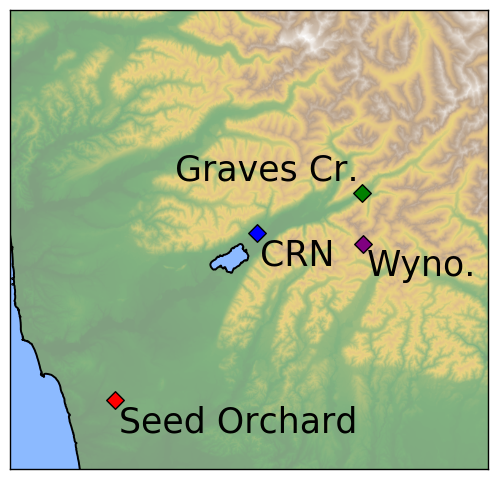 Graves Cr.
CRN
Wyno.
Seed Orchard